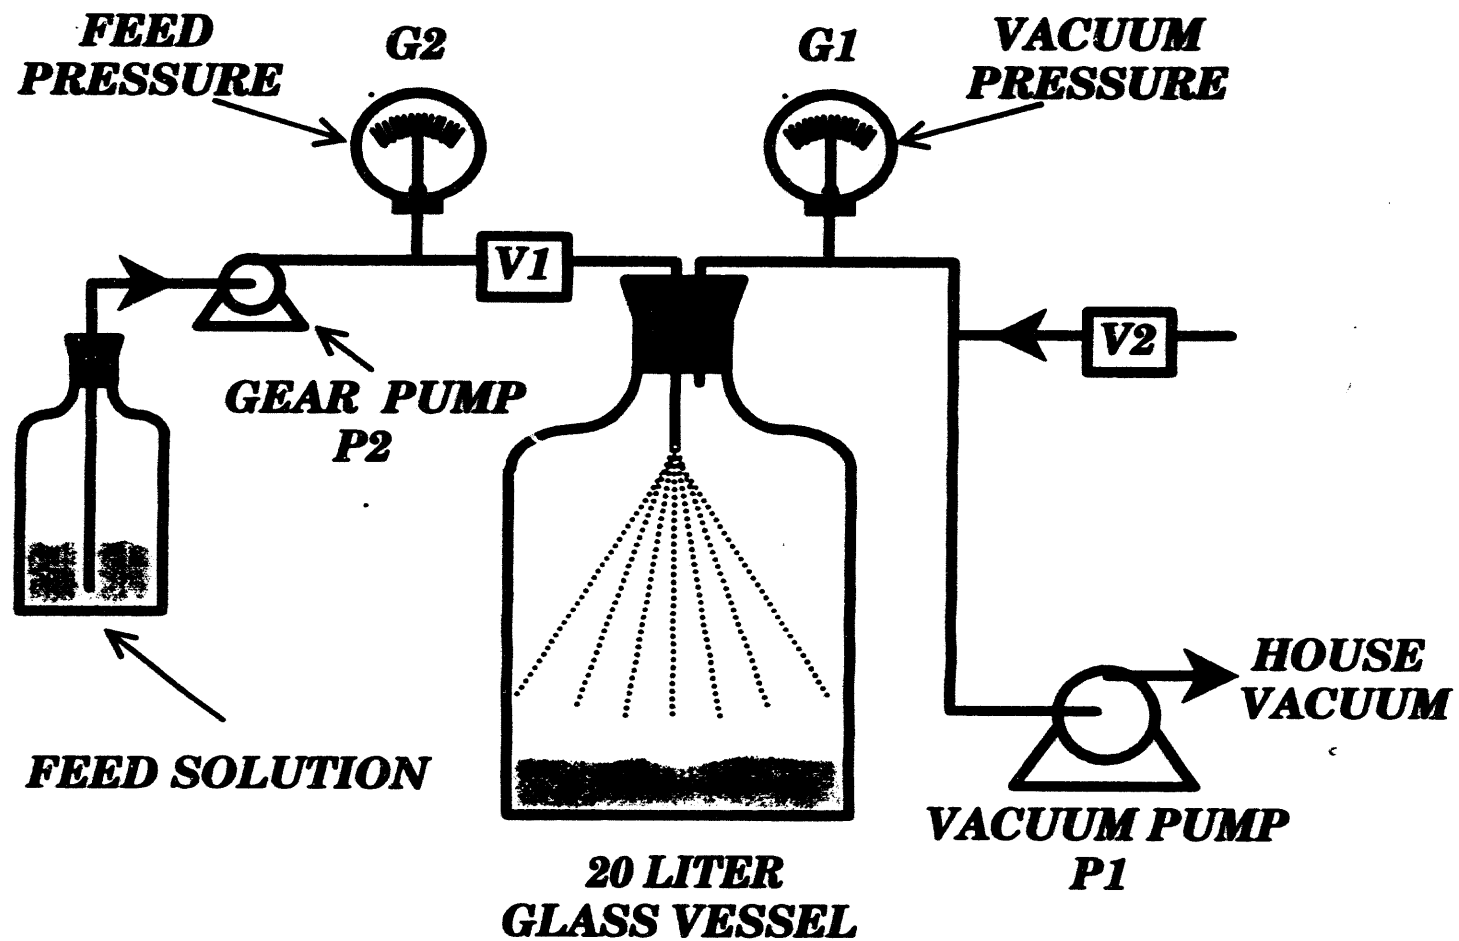 FEED
PRESSURE
G2
G1
VACUUM
PRESSURE
V1
V2
GEAR PUMP
P2
HOUSE
VACUUM
FEED SOLUTION
VACUUM PUMP
P1
20 LITER
GLASS VESSEL